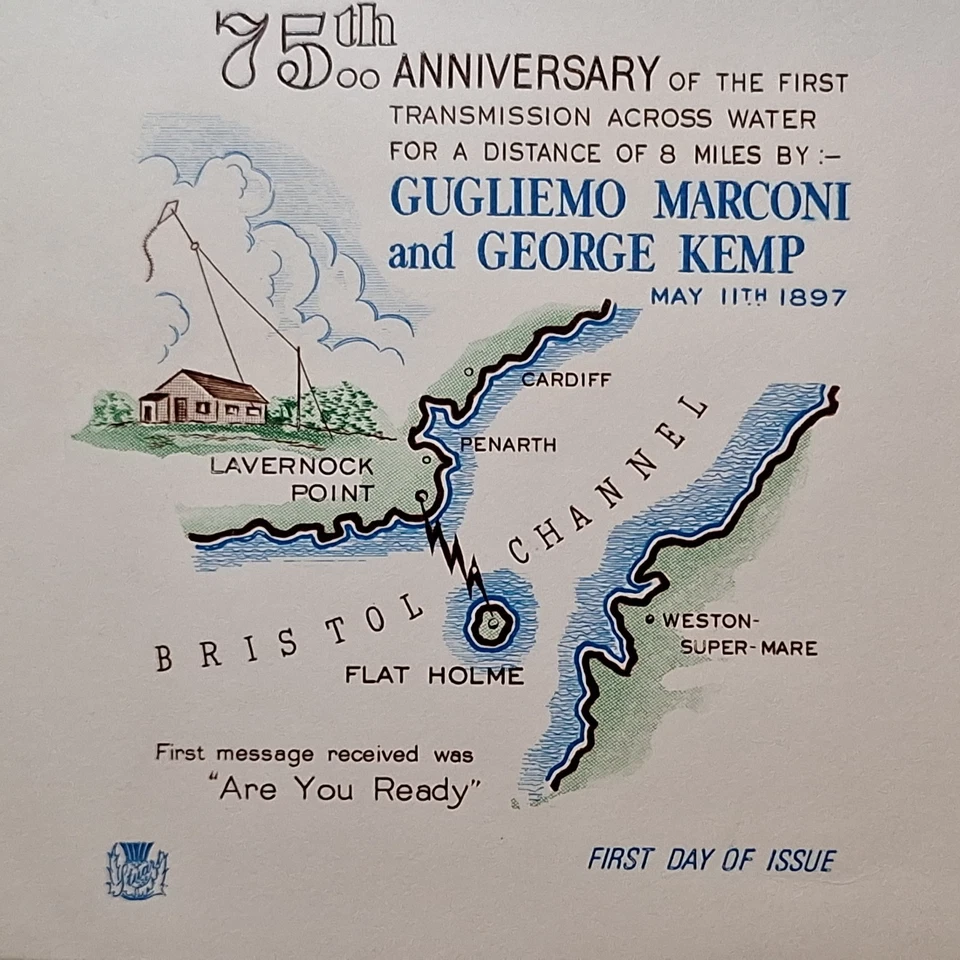 75th ANNIVERSARY OF THE FIRST
TRANSMISSION ACROSS WATER
FOR A DISTANCE OF 8 MILES BY :-
GUGLIEMO MARCONI
and GEORGE KEMP
MAY 11TH 1897
CARDIFF
PENARTH
LAVERNOCK
POINT
BRISTOL CHANNEL
FLAT HOLME
WESTON-
SUPER-MARE
First message received was
"Are You Ready"
Stuart
FIRST DAY OF ISSUE